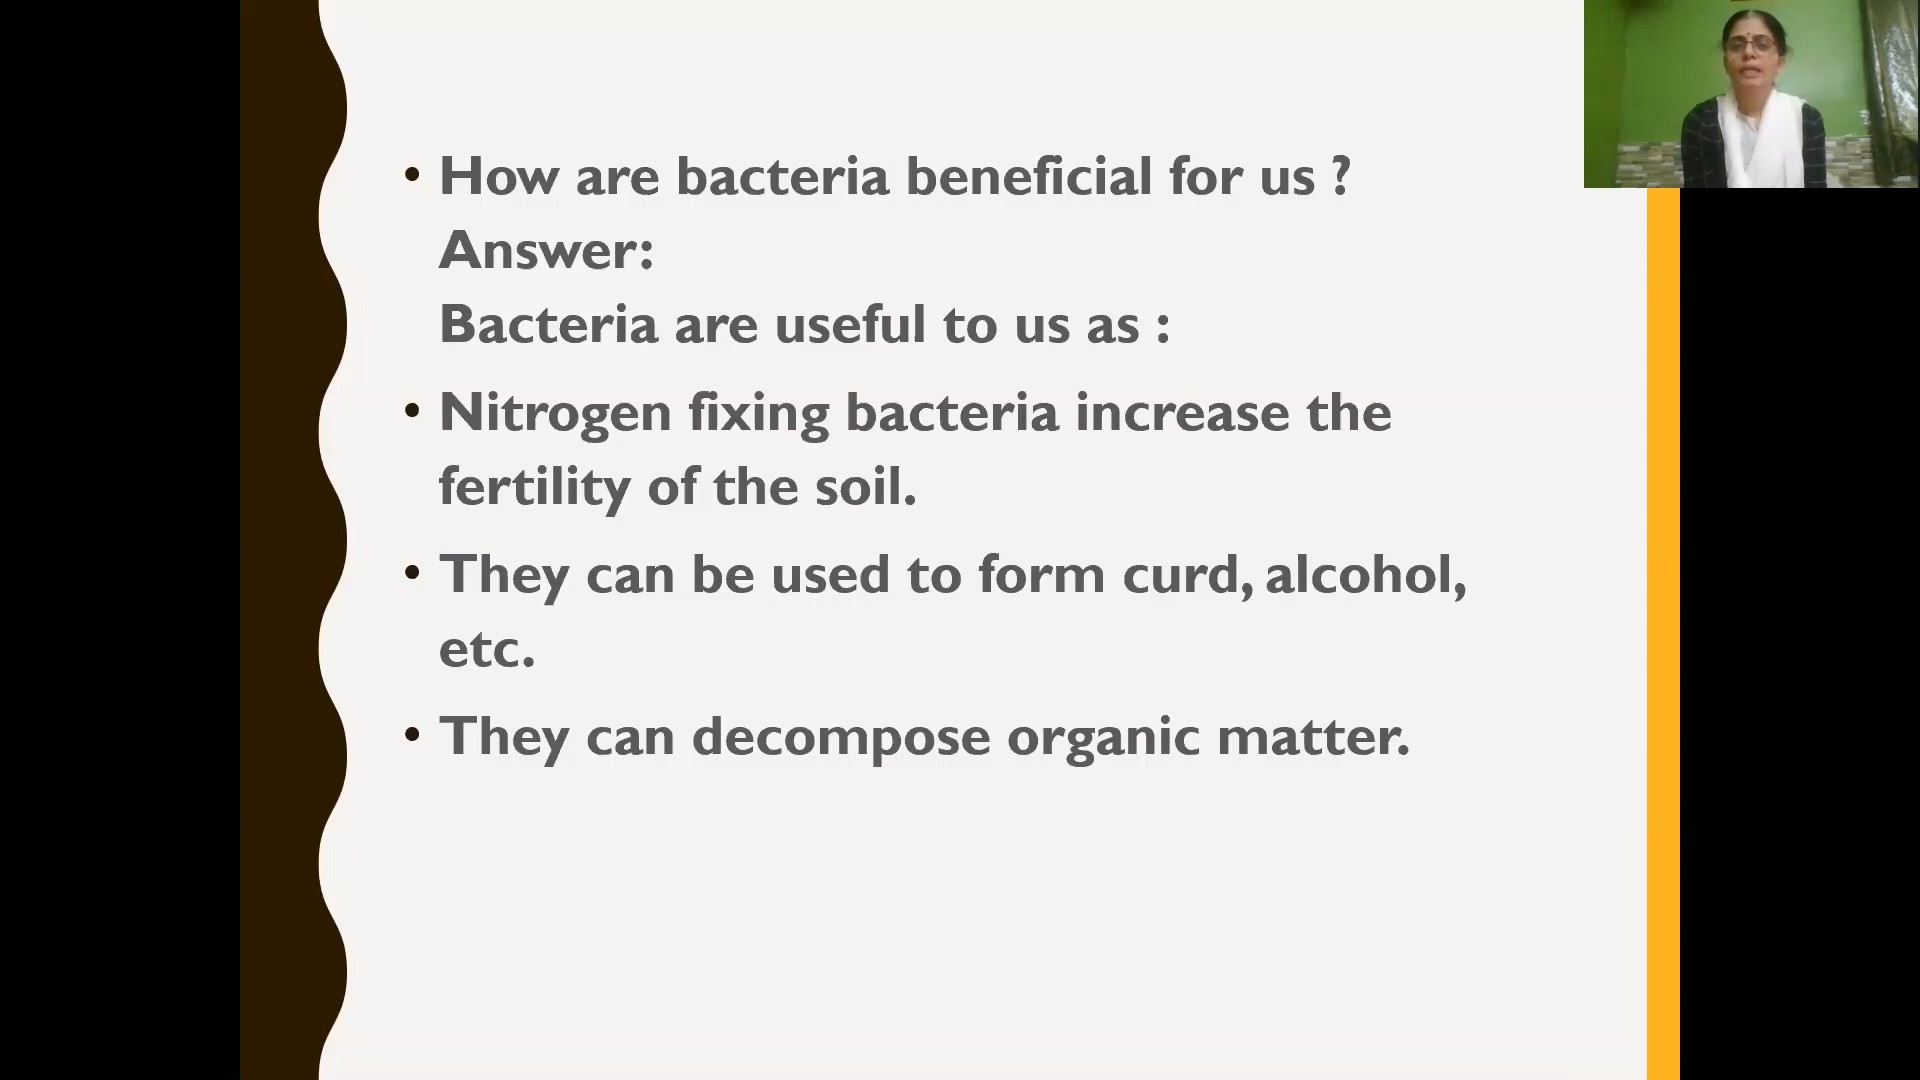 • How are bacteria beneficial for us ?
Answer:
Bacteria are useful to us as :
• Nitrogen fixing bacteria increase the
fertility of the soil.
• They can be used to form curd, alcohol,
etc.
• They can decompose organic matter.